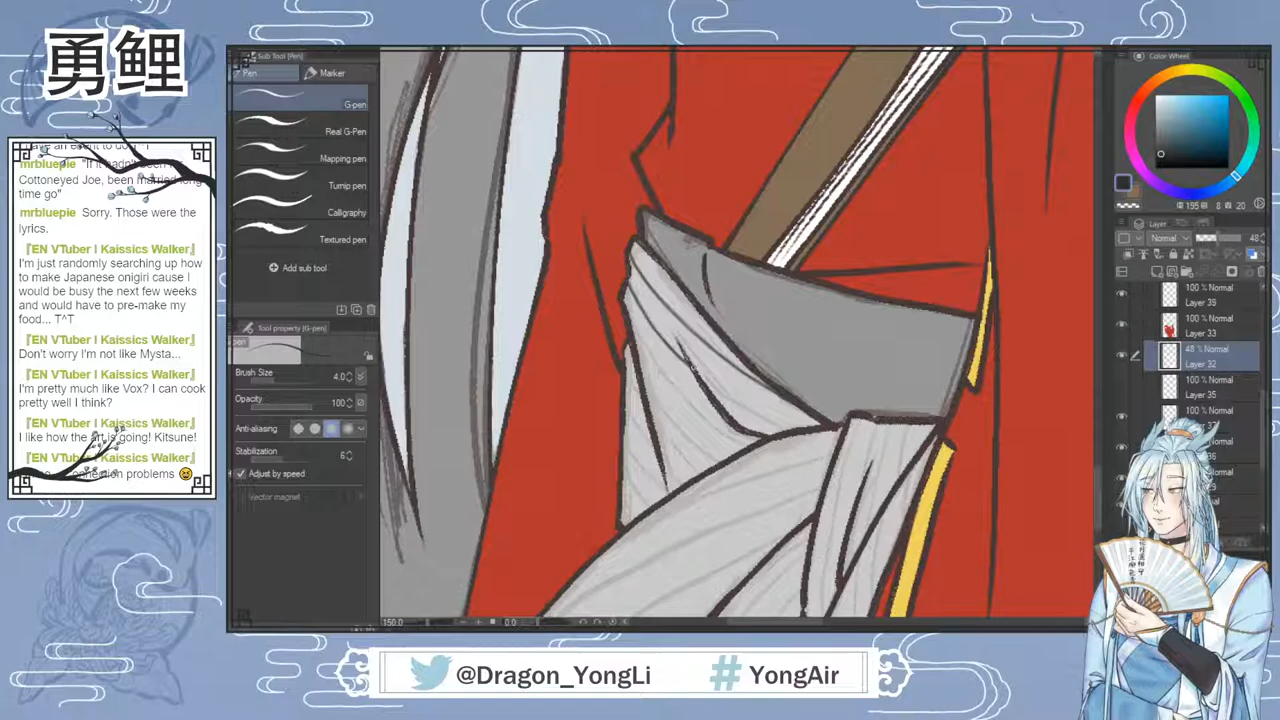 勇鲤
mrbluepie "If it hadn't been
Cottoneyed Joe, been married long
time go"
mrbluepie Sorry. Those were the
lyrics.
『EN VTuber I Kaissics Walker』
I'm just randomly searching up how
to make Japanese onigiri cause I
would be busy the next few weeks
and would have to pre-make my
food... T^T
『EN VTuber I Kaissics Walker』
Don't worry I'm not like Mysta...
『EN VTuber I Kaissics Walker』
I'm pretty much like Vox? I can cook
pretty well I think?
『EN VTuber I Kaissics Walker』
I like how the art is going! Kitsune!
『EN VTuber I Kaissics Walker』
connection problems
Sub Tool [Pen]
Pen
Marker
G-pen
Real G-Pen
Mapping pen
Turnip pen
Calligraphy
Textured pen
Add sub tool
Tool property [G-pen]
Brush Size
4.0
Opacity
100
Anti-aliasing
Stabilization
6
Adjust by speed
Vector magnet
150.0
0.0
Color Wheel
195 8 20
Layer
Normal
48
100 % Normal
Layer 39
100 % Normal
Layer 33
48 % Normal
Layer 32
100 % Normal
Layer 35
100 % Normal
@Dragon_YongLi
# YongAir